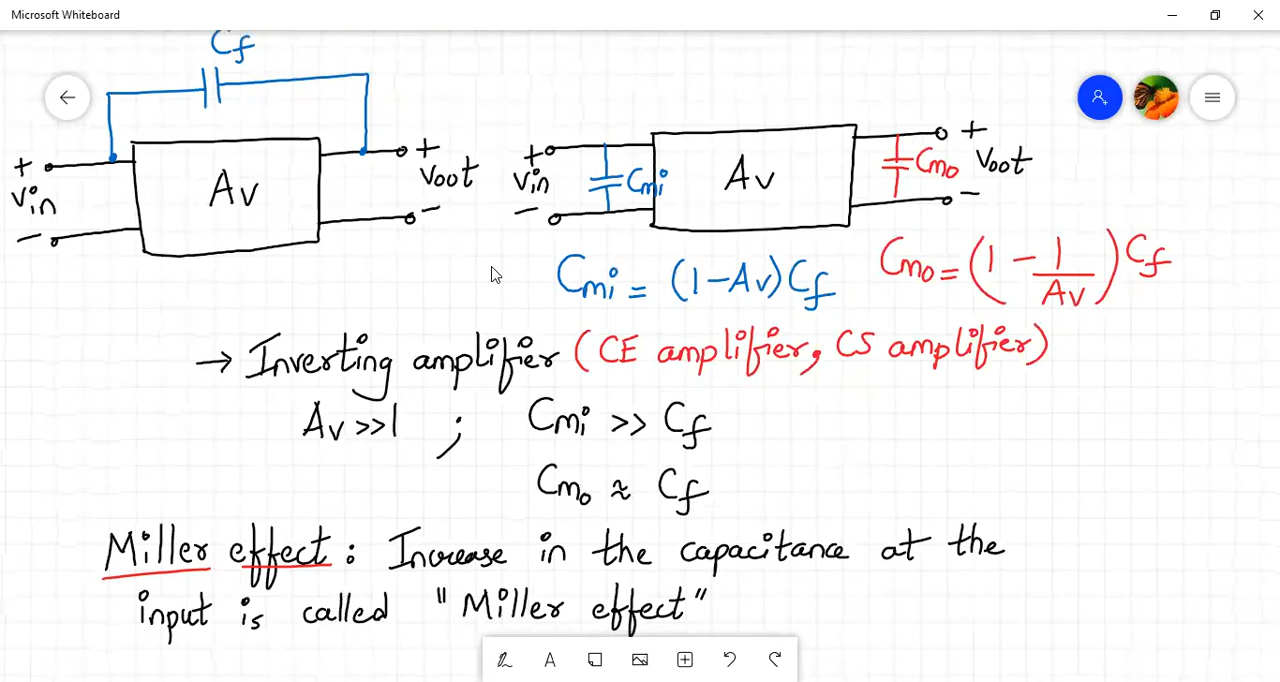 Microsoft Whiteboard
Cf
+ Vin − Av + Vout −
+ Vin − Cmi Av Cmo + Vout −
Cmi = (1-Av)Cf
Cmo = (1 - 1/Av) Cf
→ Inverting amplifier (CE amplifier, CS amplifier)
Av >>1 ; Cmi >> Cf
Cmo ≈ Cf
Miller effect : Increase in the capacitance at the
input is called "Miller effect"
A